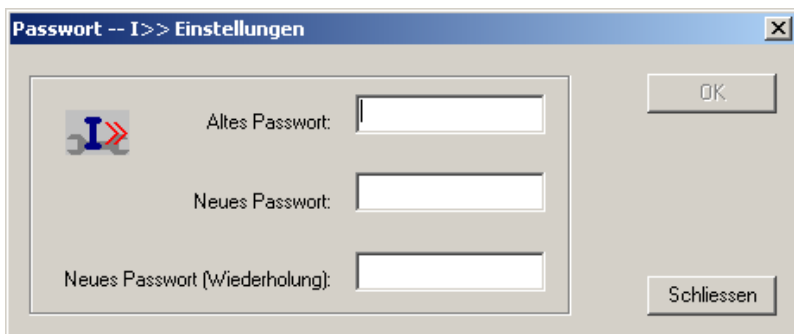 Passwort -- I>> Einstellungen
I>>
Altes Passwort:
OK
Neues Passwort:
Neues Passwort (Wiederholung):
Schliessen